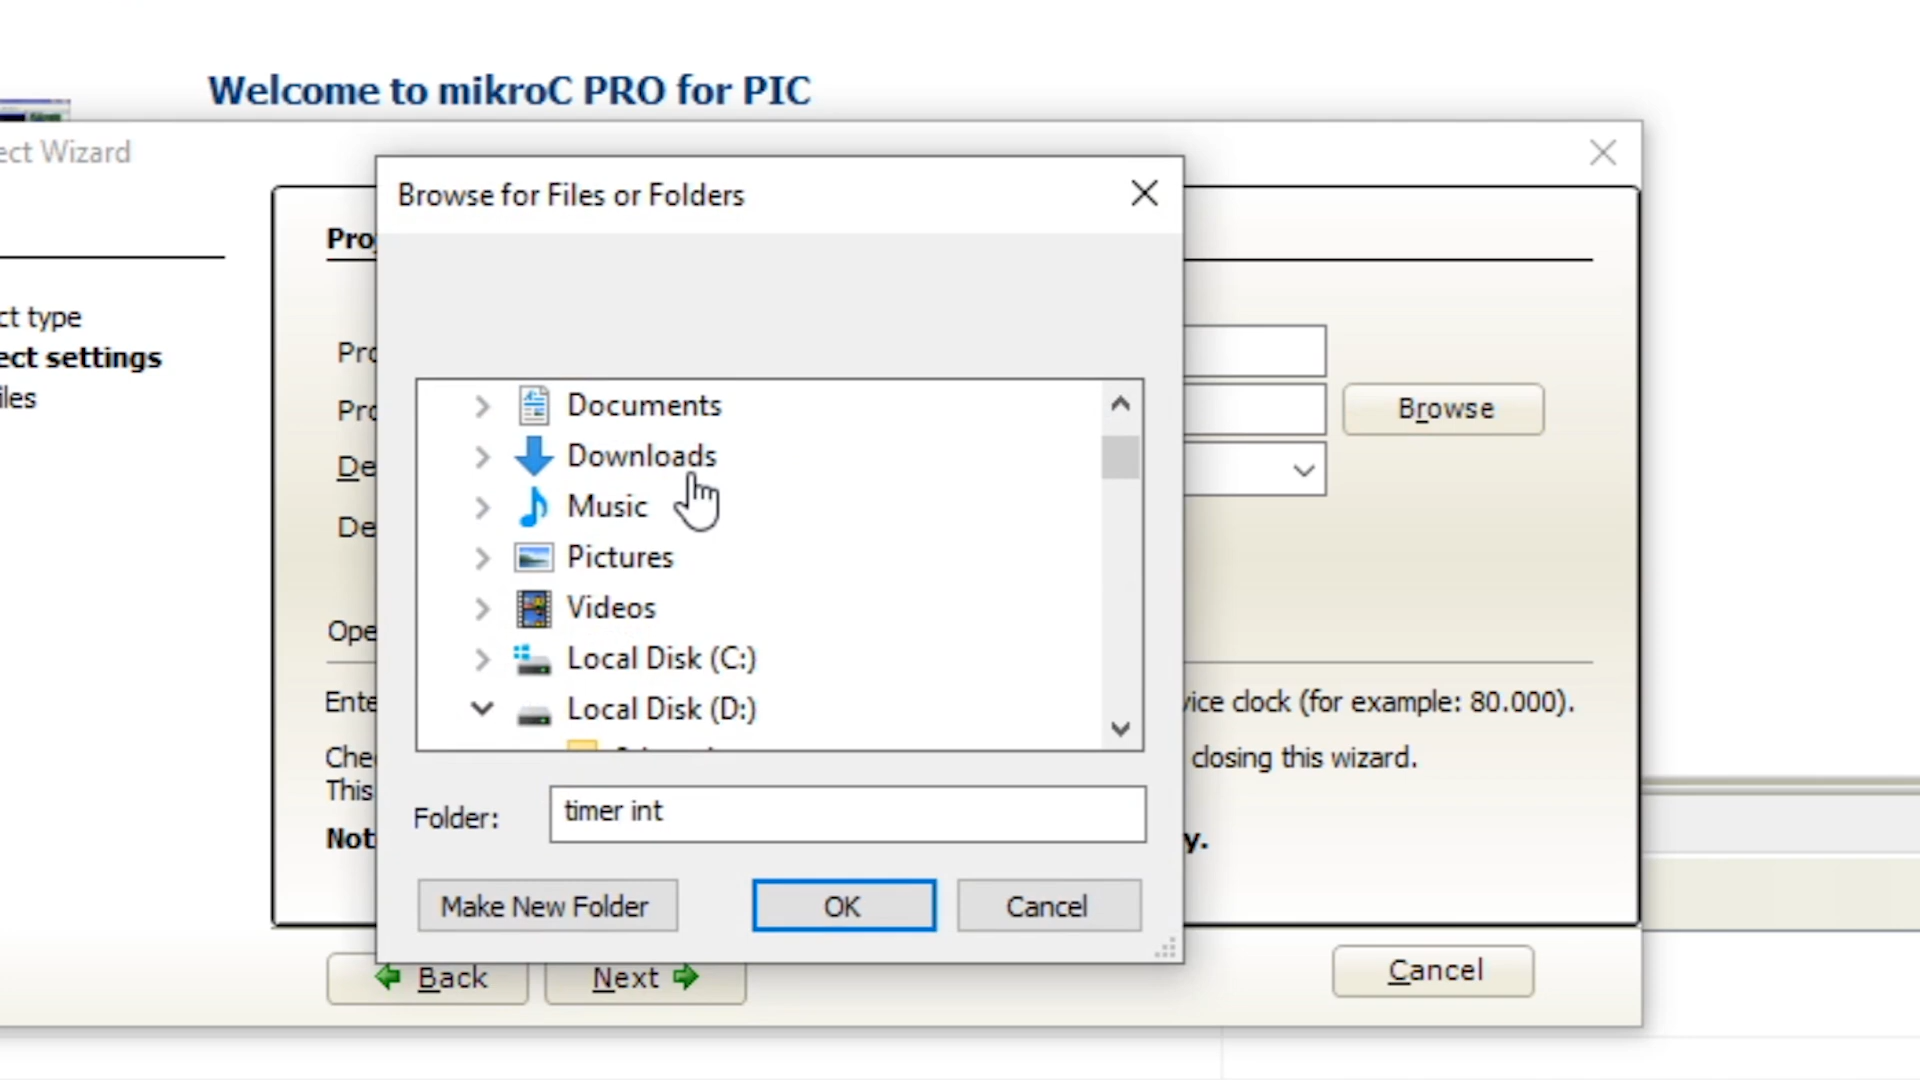 Welcome to mikroC PRO for PIC
ect Wizard
Browse for Files or Folders
Pro
ct type
ect settings
iles
Pro
Pro
De
De
Browse
Documents
Downloads
Music
Pictures
Videos
Local Disk (C:)
Local Disk (D:)
Ope
Ente
vice clock (for example: 80.000).
Che
closing this wizard.
This
Folder: timer int
Not
y.
Make New Folder
OK
Cancel
Back
Next
Cancel